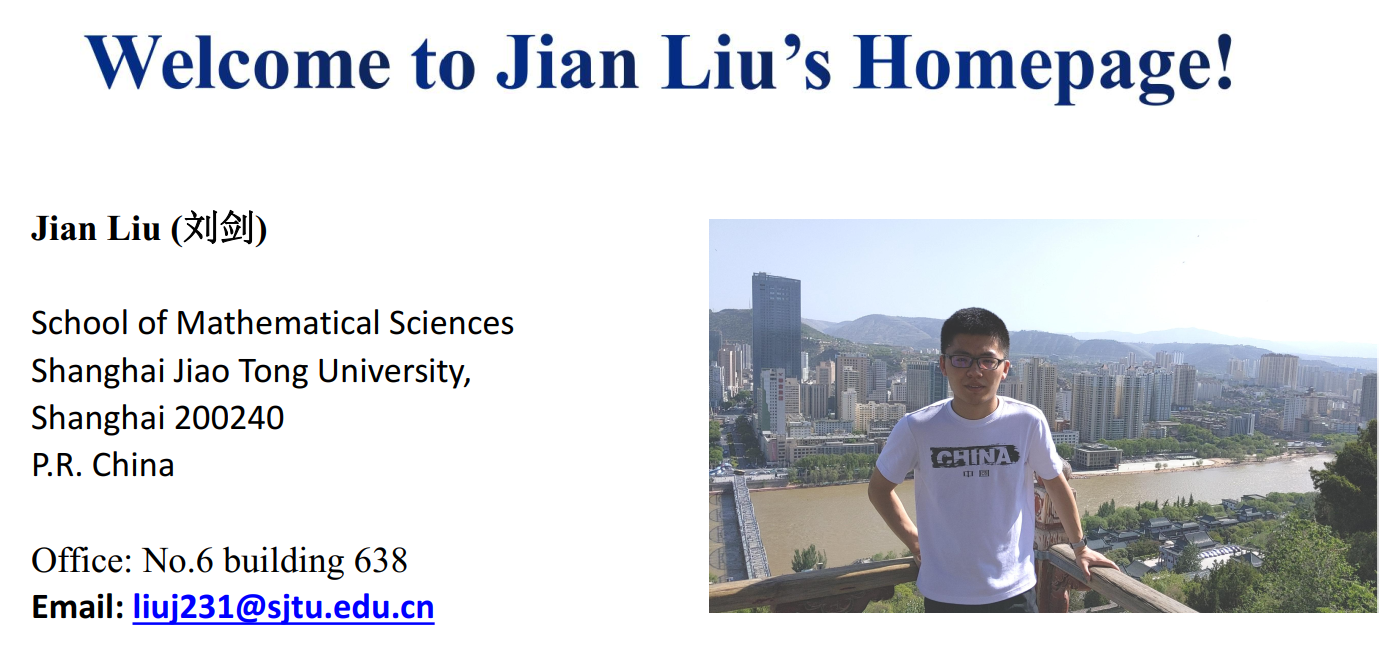 Welcome to Jian Liu’s Homepage!
Jian Liu (刘剑)
School of Mathematical Sciences
Shanghai Jiao Tong University,
Shanghai 200240
P.R. China
Office: No.6 building 638
Email: liuj231@sjtu.edu.cn
CHINA
中国